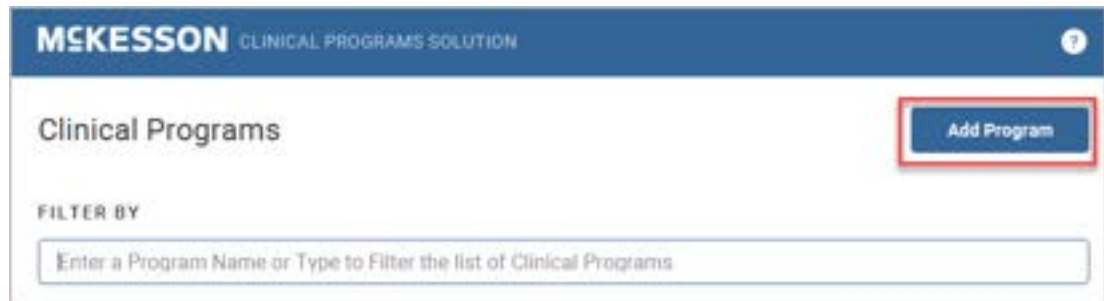 MCKESSON CLINICAL PROGRAMS SOLUTION ?
Clinical Programs Add Program
FILTER BY
Enter a Program Name or Type to Filter the list of Clinical Programs